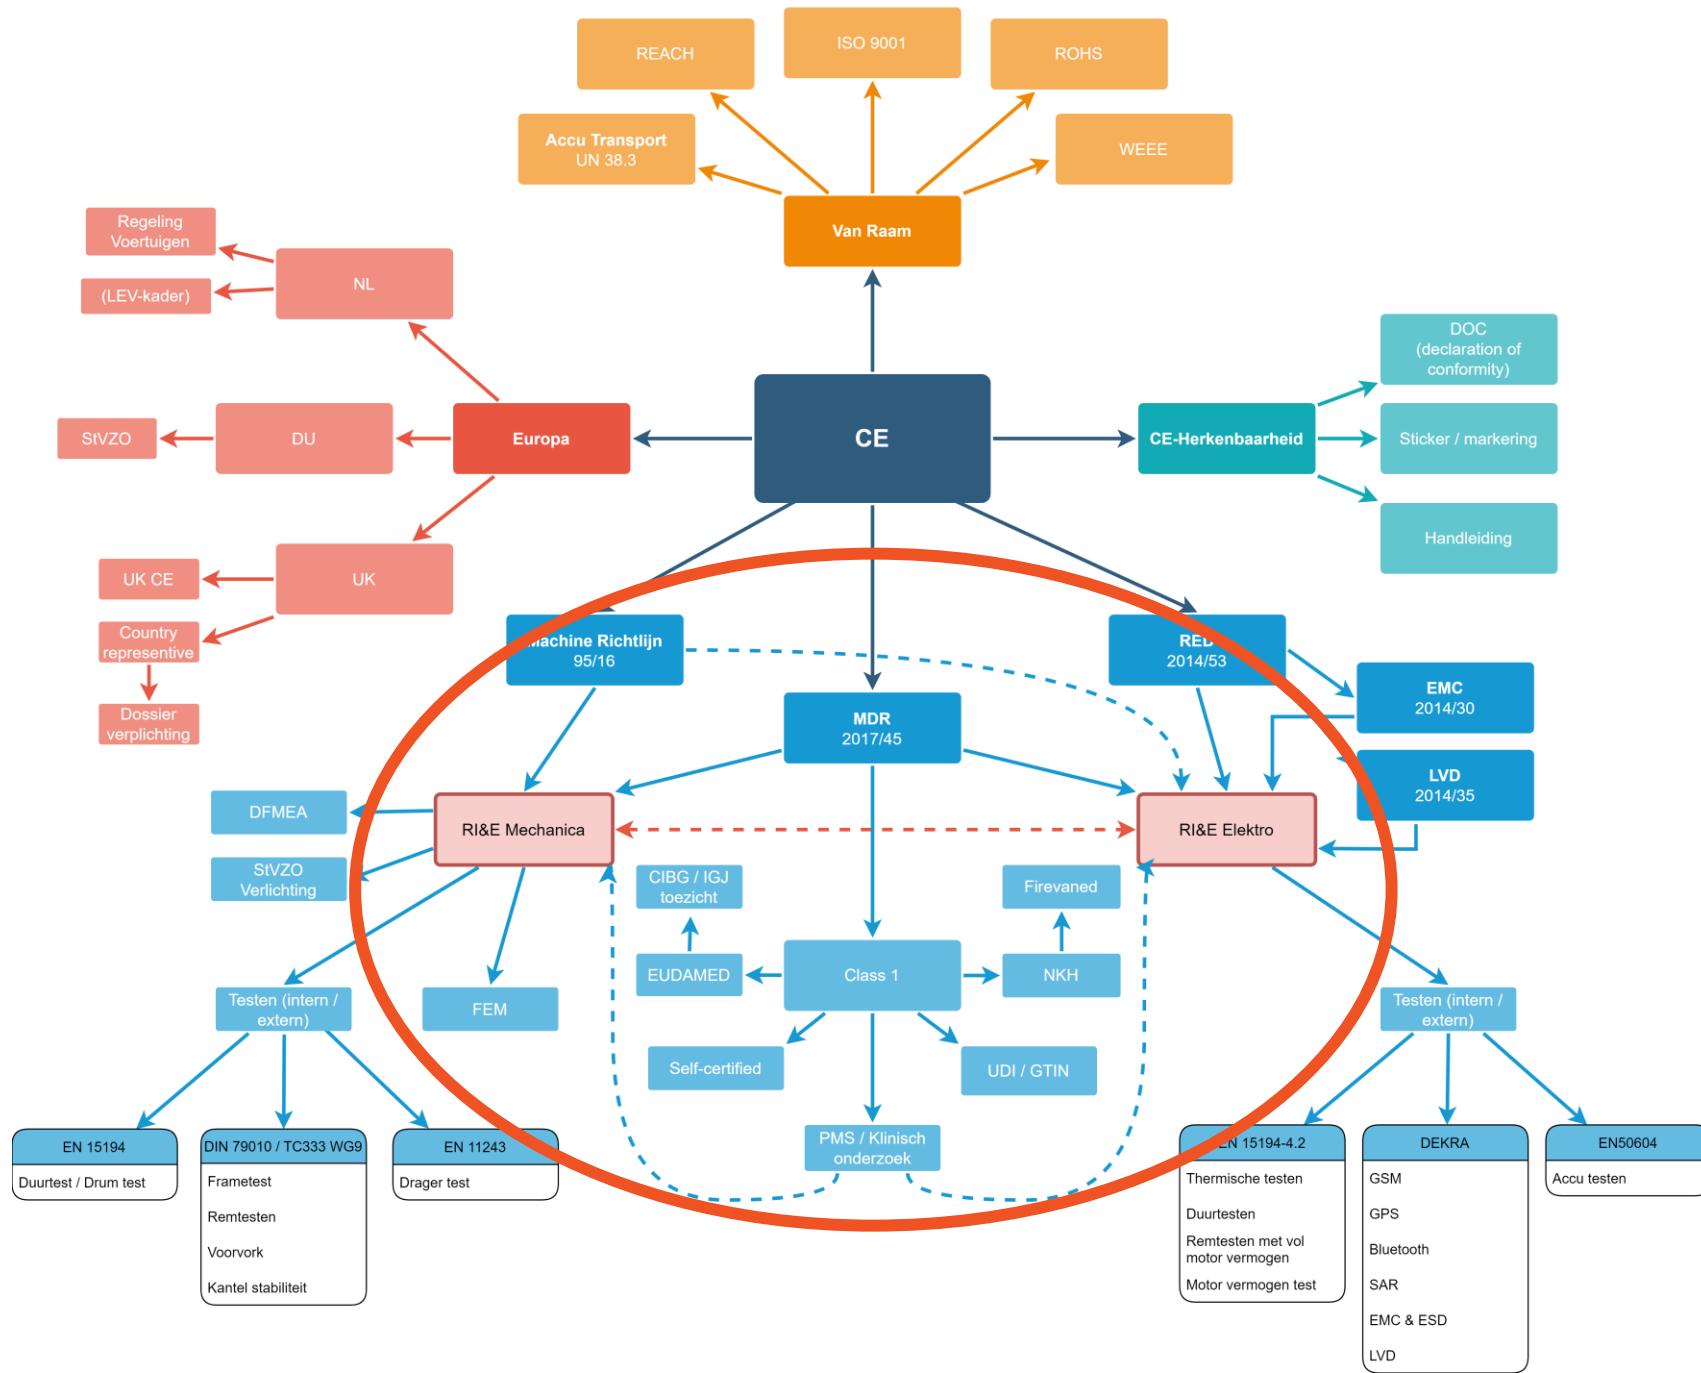 REACH
ISO 9001
ROHS
Accu Transport
UN 38.3
WEEE
Van Raam
Regeling
Voertuigen
NL
(LEV-kader)
DOC
(declaration of
conformity)
StVZO
DU
Europa
CE
CE-Herkenbaarheid
Sticker / markering
Handleiding
UK CE
UK
Country
representive
Dossier
verplichting
Machine Richtlijn
95/16
RED
2014/53
EMC
2014/30
MDR
2017/45
LVD
2014/35
DFMEA
RI&E Mechanica
RI&E Elektro
StVZO
Verlichting
CIBG / IGJ
toezicht
Firevaned
EUDAMED
Class 1
NKH
Testen (intern /
extern)
FEM
Testen (intern /
extern)
Self-certified
UDI / GTIN
PMS / Klinisch
onderzoek
EN 15194
Duurtest / Drum test
DIN 79010 / TC333 WG9
Frametest
Remtesten
Voorvork
Kantel stabiliteit
EN 11243
Drager test
EN 15194-4.2
Thermische testen
Duurtesten
Remtesten met vol
motor vermogen
Motor vermogen test
DEKRA
GSM
GPS
Bluetooth
SAR
EMC & ESD
LVD
EN50604
Accu testen